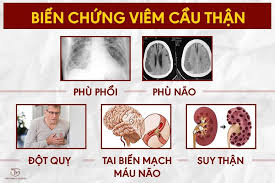 BIẾN CHỨNG VIÊM CẦU THẬN
PHÙ PHỔI
PHÙ NÃO
ĐỘT QUỴ
TAI BIẾN MẠCH
MÁU NÃO
SUY THẬN